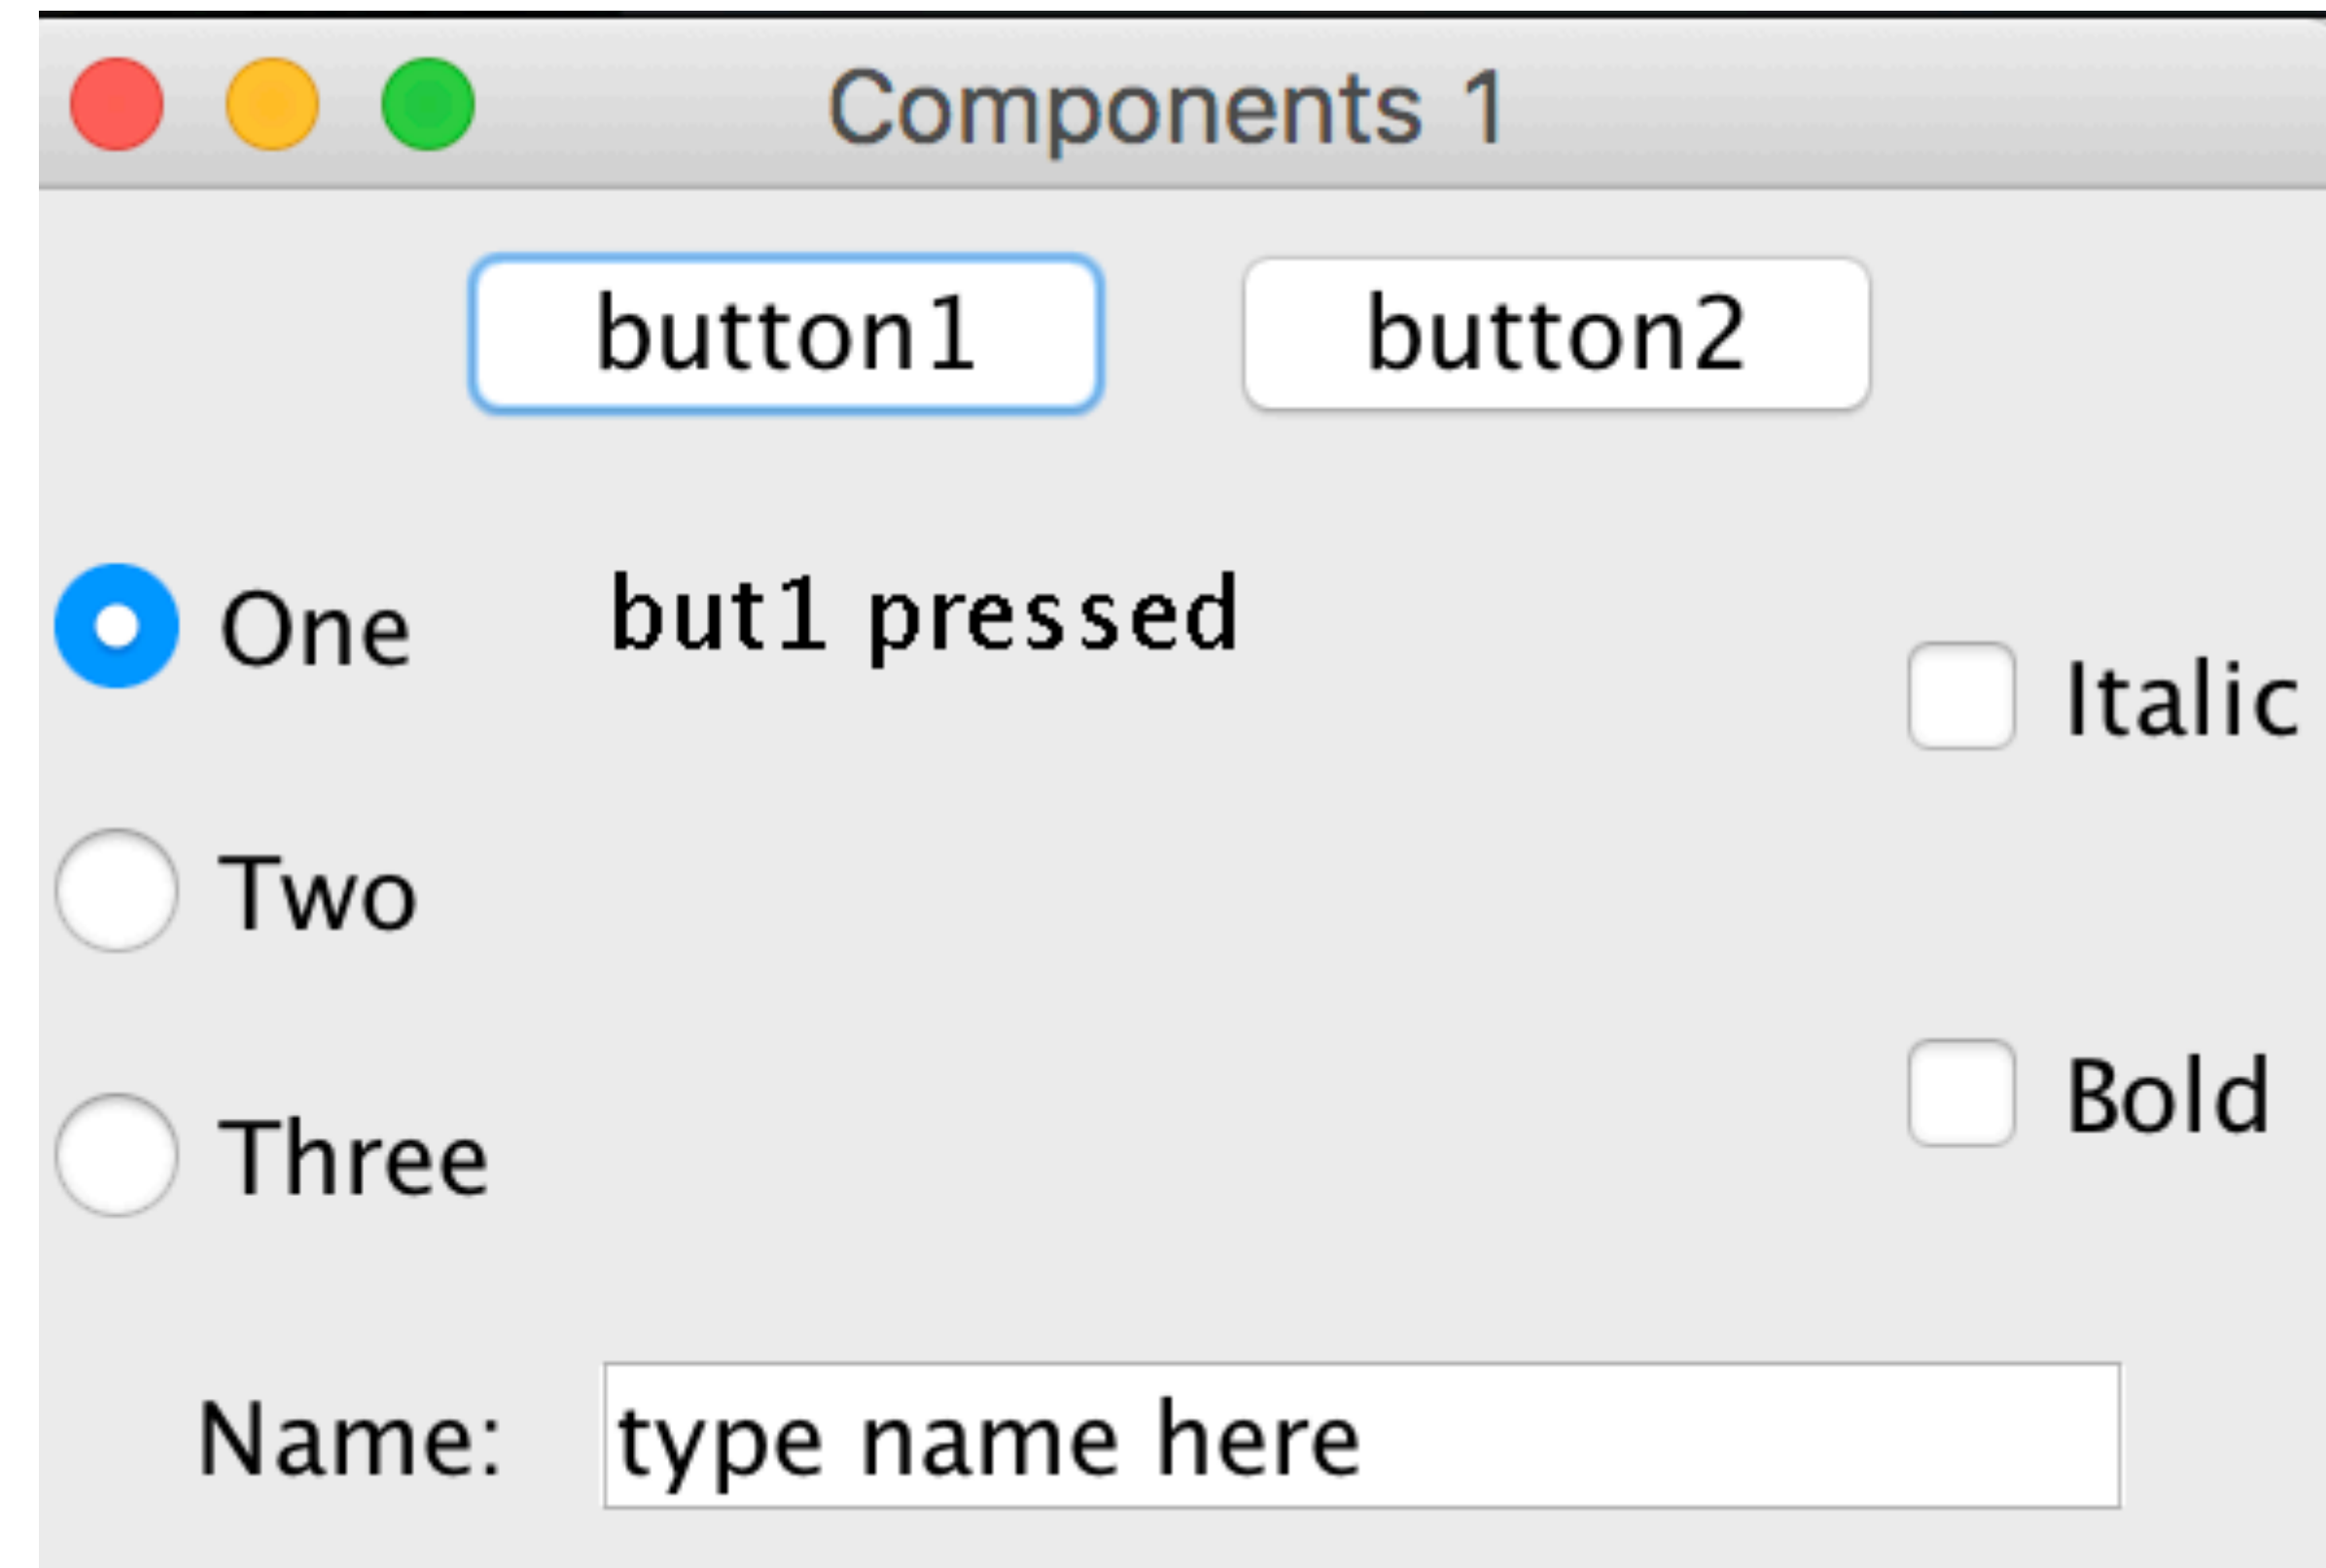 Components 1
button1 button2
One but1 pressed
Italic
Two
Bold
Three
Name: type name here